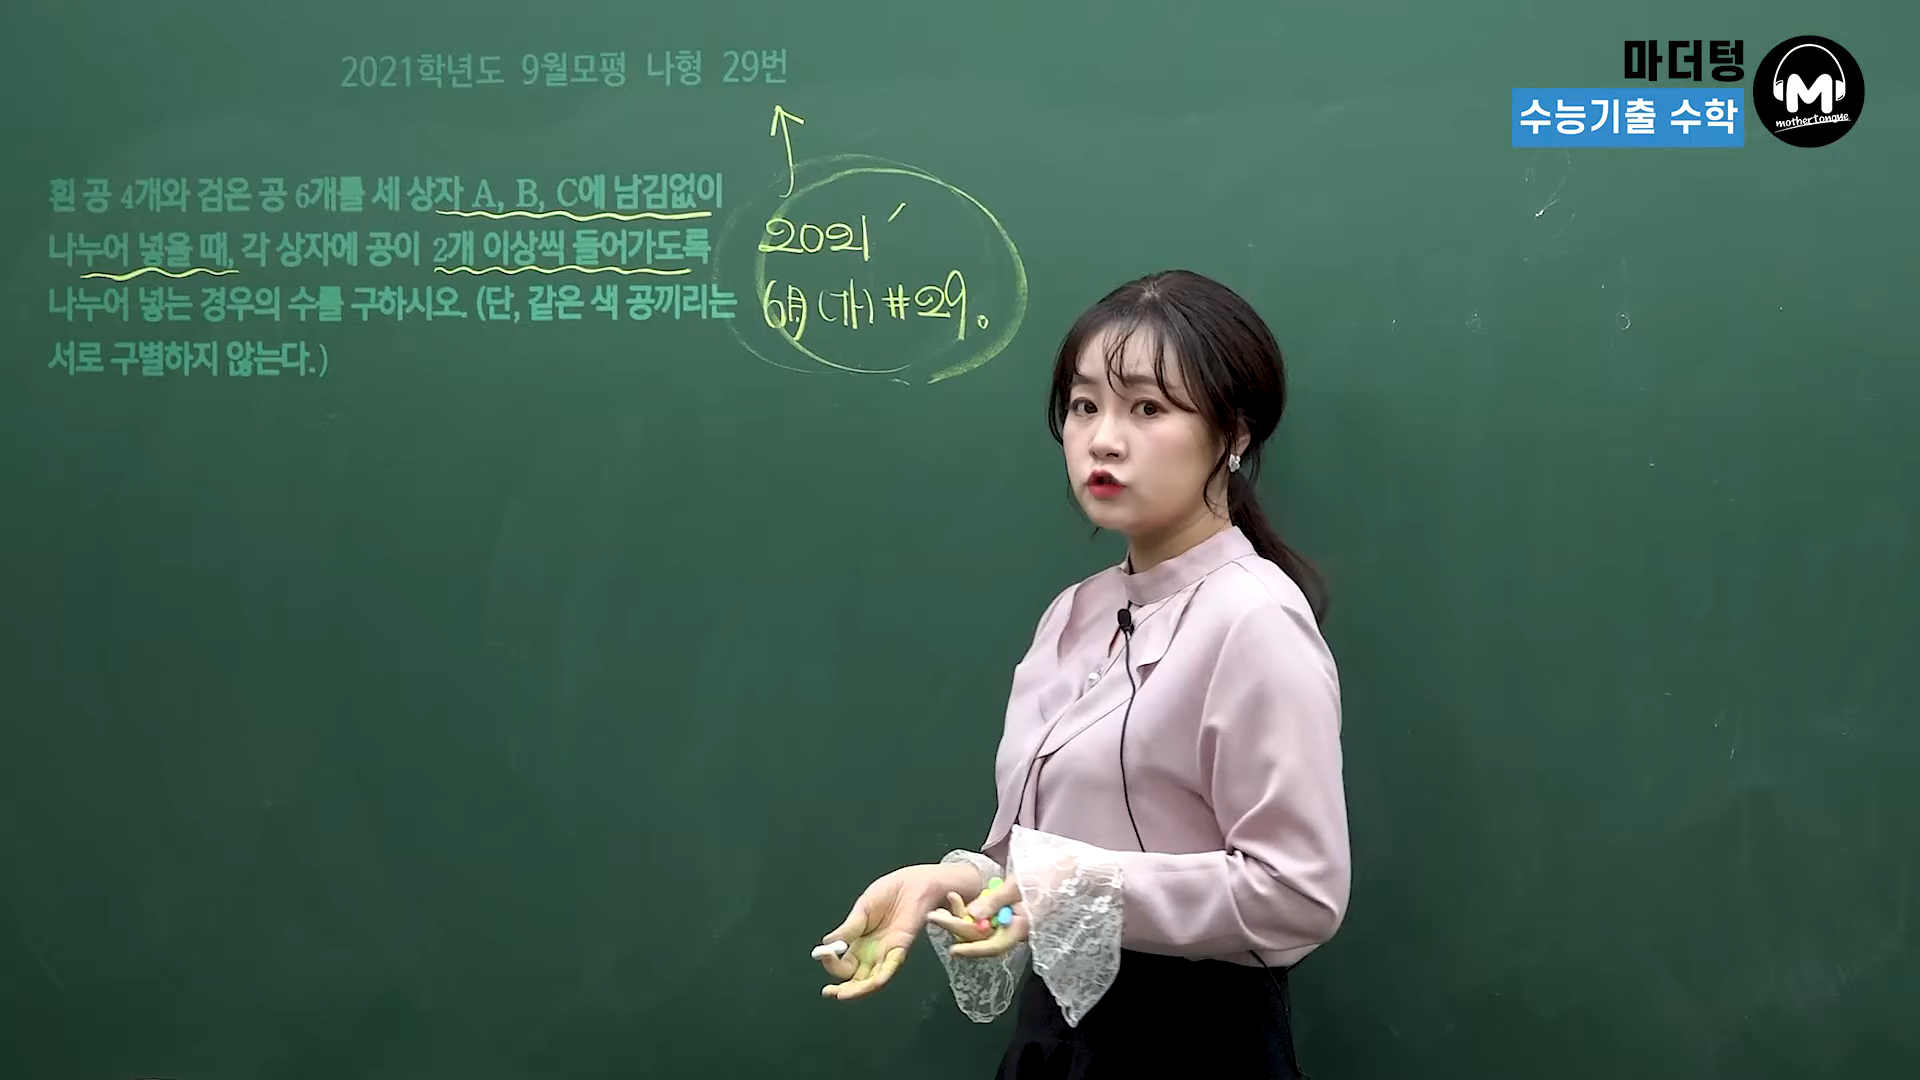 2021학년도 9월모평 나형 29번
마더텅
수능기출 수학
M
mothertongue
흰 공 4개와 검은 공 6개를 세 상자 A, B, C에 남김없이
나누어 넣을 때, 각 상자에 공이 2개 이상씩 들어가도록
나누어 넣는 경우의 수를 구하시오. (단, 같은 색 공끼리는
서로 구별하지 않는다.)
2021'
6月 (가) #29.